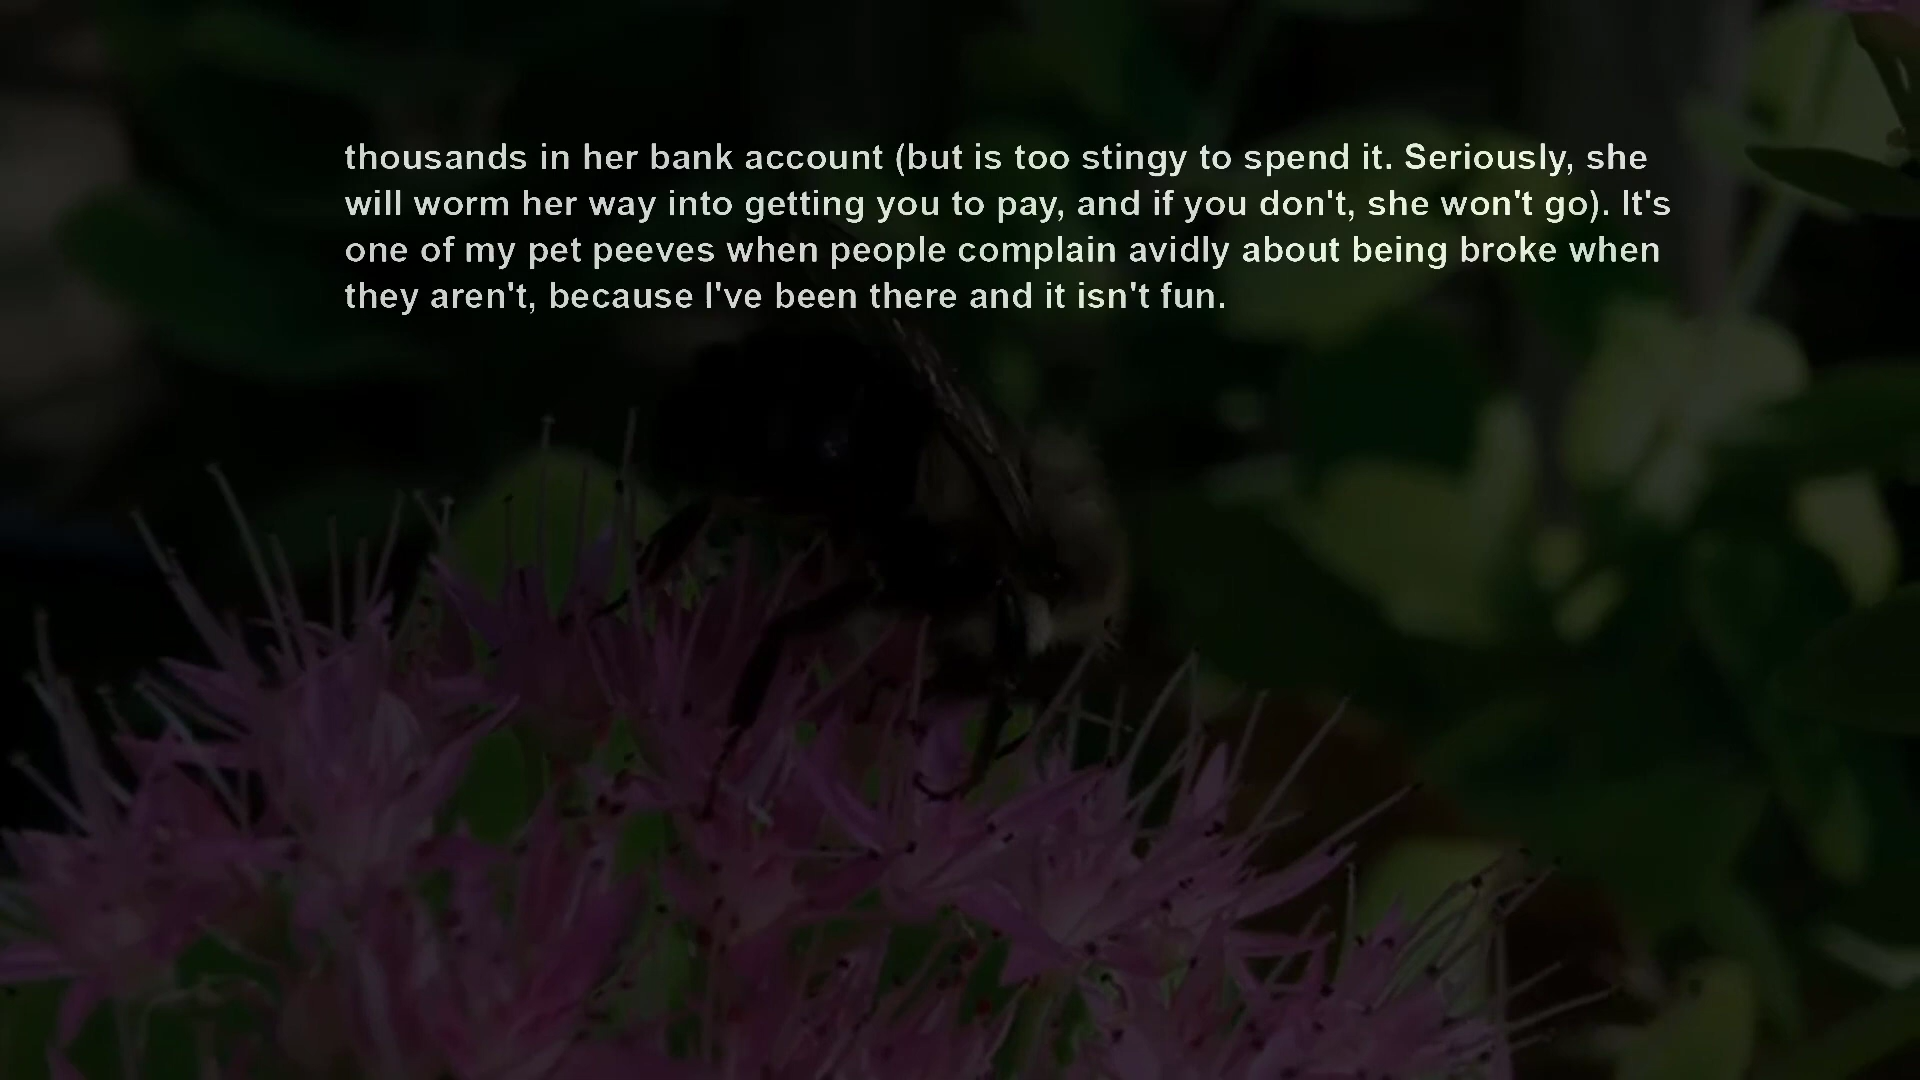 thousands in her bank account (but is too stingy to spend it. Seriously, she
will worm her way into getting you to pay, and if you don't, she won't go). It's
one of my pet peeves when people complain avidly about being broke when
they aren't, because I've been there and it isn't fun.